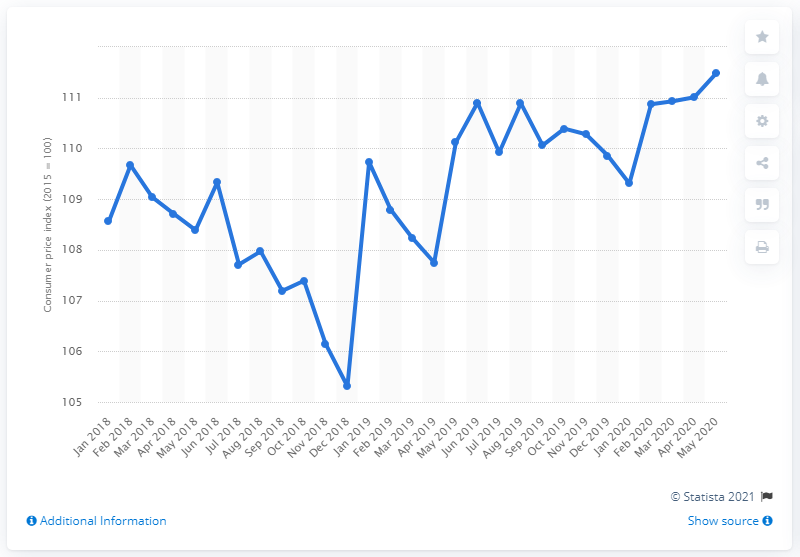 Consumer price index (2015 = 100)
111
110
109
108
107
106
105
Jan 2018
Feb 2018
Mar 2018
Apr 2018
May 2018
Jun 2018
Jul 2018
Aug 2018
Sep 2018
Oct 2018
Nov 2018
Dec 2018
Jan 2019
Feb 2019
Mar 2019
Apr 2019
May 2019
Jun 2019
Jul 2019
Aug 2019
Sep 2019
Oct 2019
Nov 2019
Dec 2019
Jan 2020
Feb 2020
Mar 2020
Apr 2020
May 2020
© Statista 2021
Additional Information
Show source